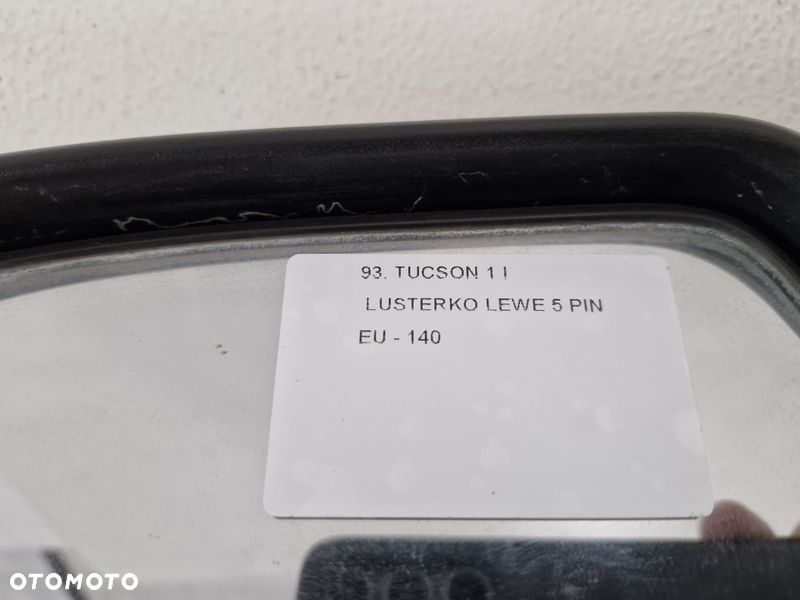 93. TUCSON 1 I
LUSTERKO LEWE 5 PIN
EU - 140
OTOMOTO